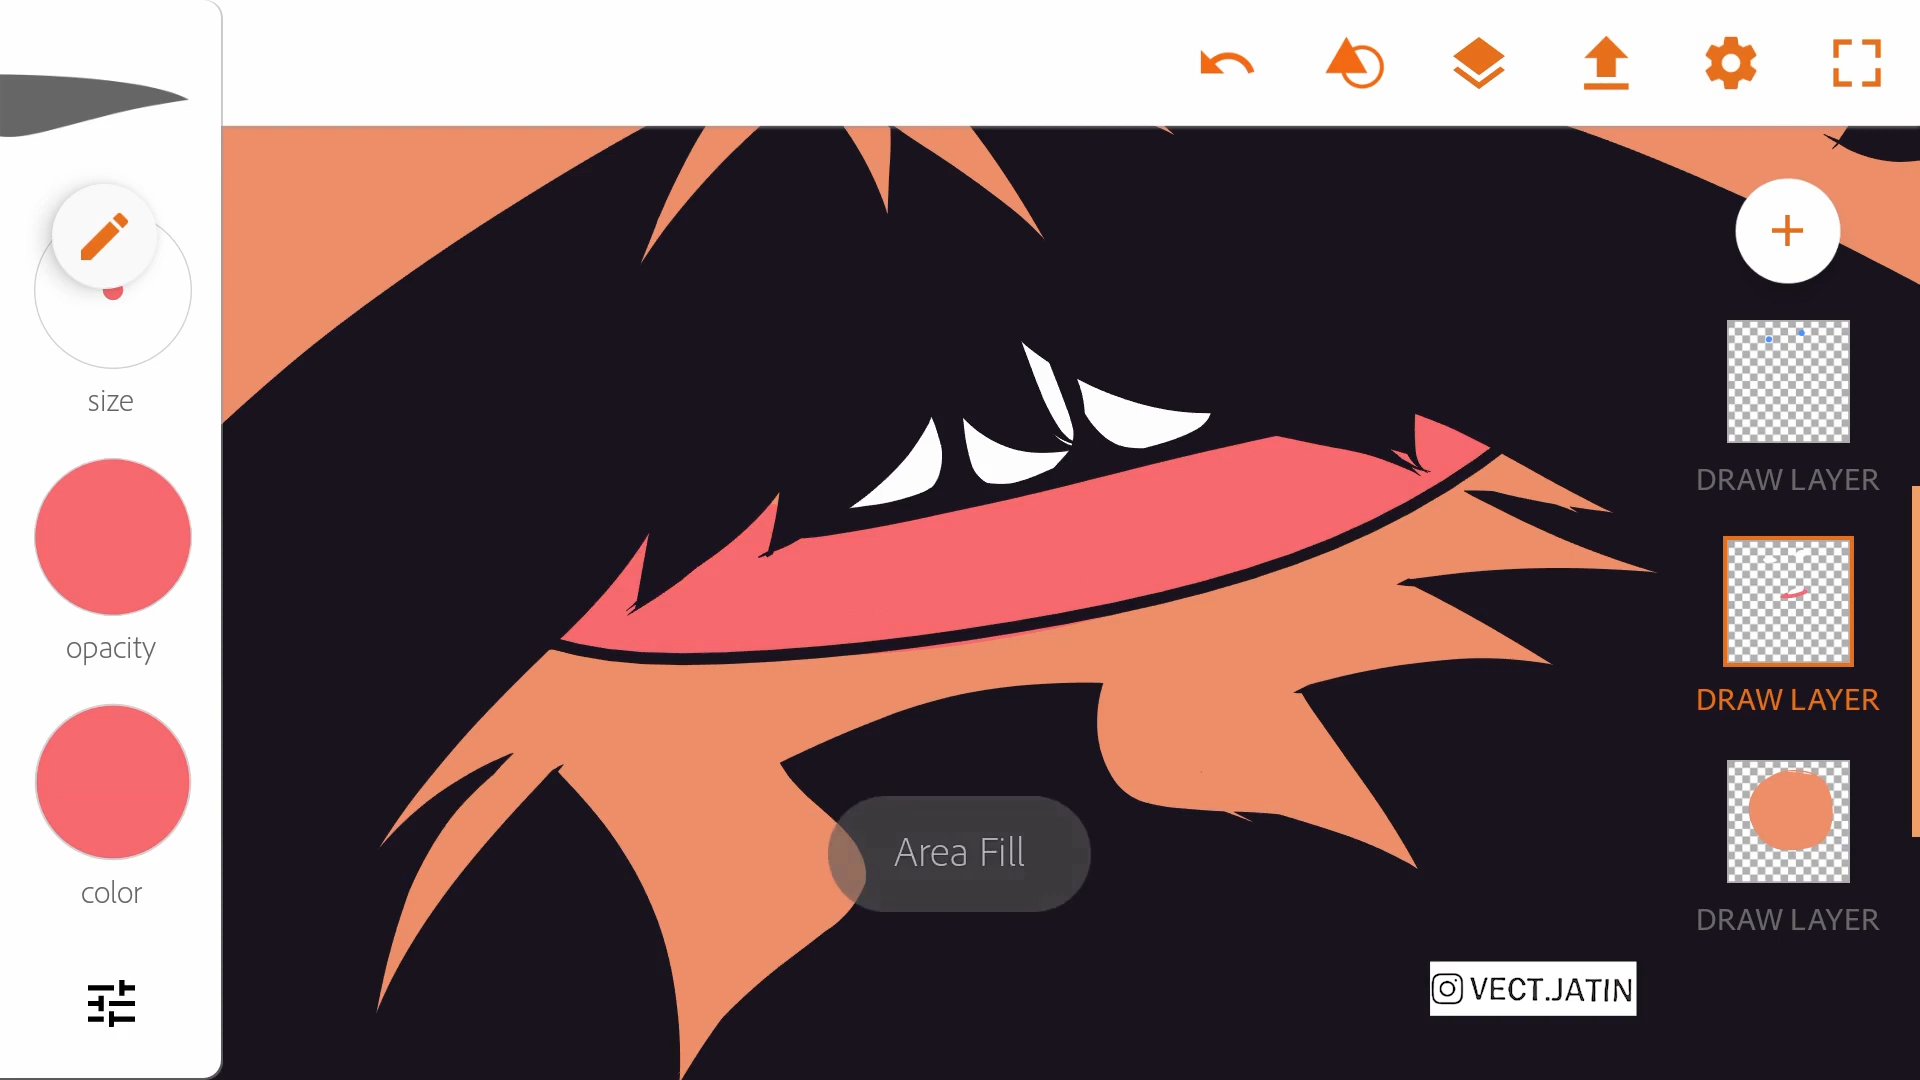 size
opacity
color
DRAW LAYER
DRAW LAYER
DRAW LAYER
Area Fill
VECT.JATIN